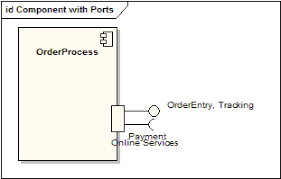 id Component with Ports
OrderProcess
OrderEntry, Tracking
Payment
Online Services